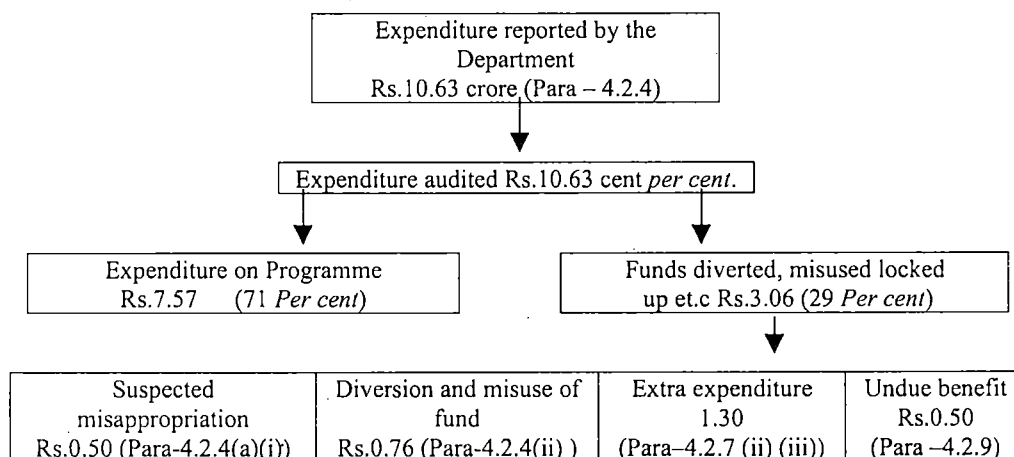 Expenditure reported by the
Department
Rs.10.63 crore (Para – 4.2.4)
Expenditure audited Rs.10.63 cent per cent.
Expenditure on Programme
Rs.7.57 (71 Per cent)
Funds diverted, misused locked
up et.c Rs.3.06 (29 Per cent)
Suspected
misappropriation
Rs.0.50 (Para-4.2.4(a)(i))
Diversion and misuse of
fund
Rs.0.76 (Para-4.2.4(ii) )
Extra expenditure
1.30
(Para–4.2.7 (ii) (iii))
Undue benefit
Rs.0.50
(Para –4.2.9)